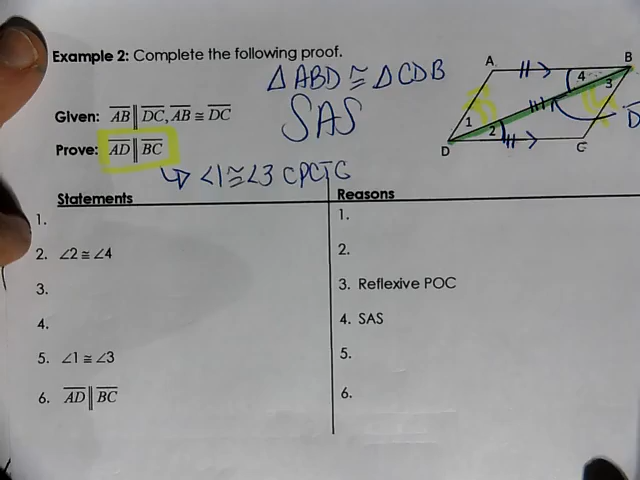 Example 2: Complete the following proof.
△ABD ≅ △CDB
Given: AB ∥ DC, AB ≅ DC
SAS
Prove: AD ∥ BC
↳ ∠1≅∠3 CPCTC
A
B
4
3
1
2
D
C
D
Statements
Reasons
1.
1.
2. ∠2 ≅ ∠4
2.
3.
3. Reflexive POC
4.
4. SAS
5. ∠1 ≅ ∠3
5.
6. AD ∥ BC
6.